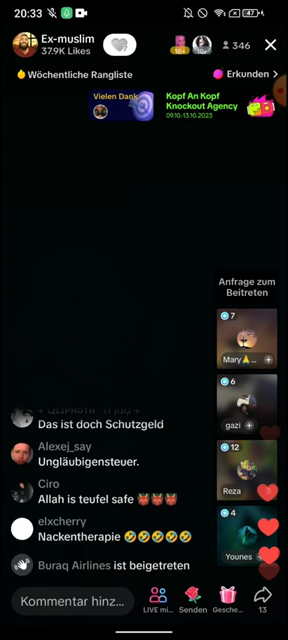 20:33
47
Ex-muslim
37.9K Likes
10+
10+
346
Wöchentliche Rangliste
Erkunden
Vielen Dank
Kopf An Kopf
Knockout Agency
09.10.-13.10.2023
Anfrage zum
Beitreten
7
Mary🙏...
6
gazi
12
Reza
4
Younes
Das ist doch Schutzgeld
Alexej_say
Ungläubigensteuer.
Ciro
Allah is teufel safe 👹👹👹
elxcherry
Nackentherapie 🤣🤣🤣🤣🤣
Buraq Airlines ist beigetreten
Kommentar hinz...
LIVE mi...
Senden
Gesche...
13